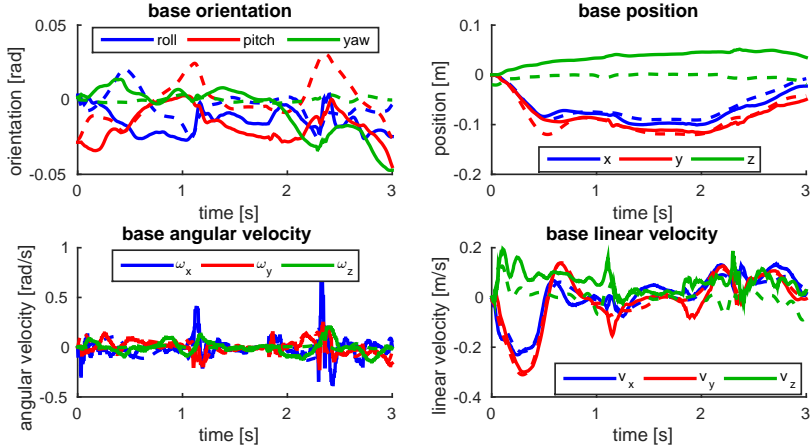 base orientation
0.05
roll pitch yaw
0
-0.05
orientation [rad]
0 1 2 3
time [s]
base position
0.2
0.1
0
-0.1
-0.2
position [m]
x y z
0 1 2 3
time [s]
base angular velocity
1
ωx ωy ωz
0.5
0
-0.5
angular velocity [rad/s]
0 1 2 3
time [s]
base linear velocity
0.2
0
-0.2
-0.4
linear velocity [m/s]
vx vy vz
0 1 2 3
time [s]